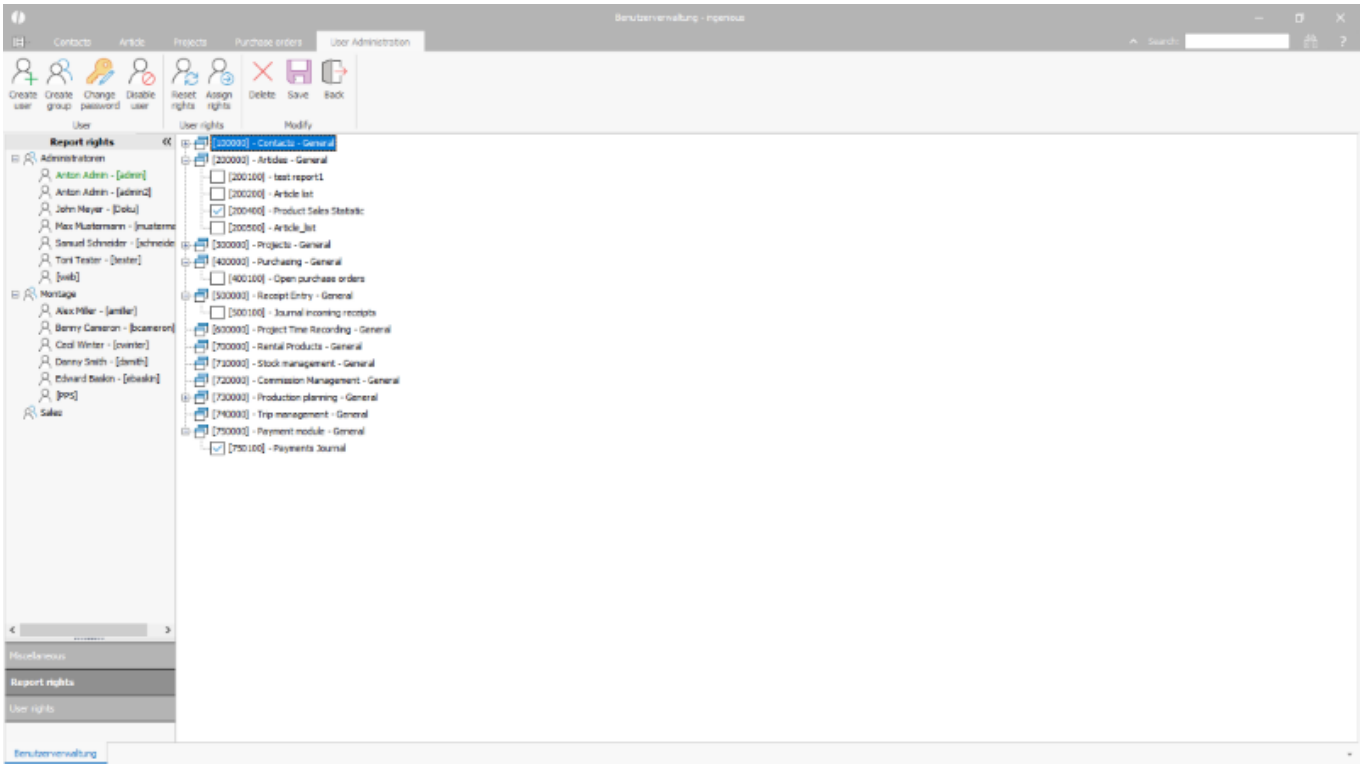 Benutzerverwaltung - ingenious
Contacts Article Projects Purchase orders User Administration Search:
Create user Create group Change password Disable user Reset rights Assign rights Delete Save Back
User User rights Modify
Report rights
Administratoren
Anton Admin - [admin]
Anton Admin - [admin2]
John Meyer - [Doku]
Max Mustermann - [musterma
Samuel Schneider - [schneide
Toni Tester - [tester]
[web]
Montage
Alex Miller - [amiller]
Benny Cameron - [bcameron]
Cecil Winter - [cwinter]
Danny Smith - [dsmith]
Edward Baskin - [ebaskin]
[PPS]
Sales
[100000] - Contacts - General
[200000] - Articles - General
[200100] - test report1
[200200] - Article list
[200400] - Product Sales Statistic
[200500] - Article_list
[300000] - Projects - General
[400000] - Purchasing - General
[400100] - Open purchase orders
[500000] - Receipt Entry - General
[500100] - Journal incoming receipts
[600000] - Project Time Recording - General
[700000] - Rental Products - General
[710000] - Stock management - General
[720000] - Commission Management - General
[730000] - Production planning - General
[740000] - Trip management - General
[750000] - Payment module - General
[750100] - Payments Journal
Miscellaneous
Report rights
User rights
Benutzerverwaltung